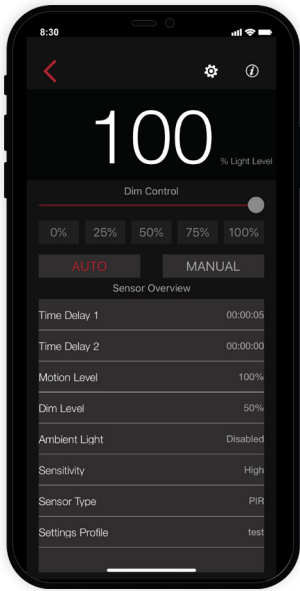 8:30
100
% Light Level
Dim Control
0% 25% 50% 75% 100%
AUTO MANUAL
Sensor Overview
Time Delay 1 00:00:05
Time Delay 2 00:00:00
Motion Level 100%
Dim Level 50%
Ambient Light Disabled
Sensitivity High
Sensor Type PIR
Settings Profile test